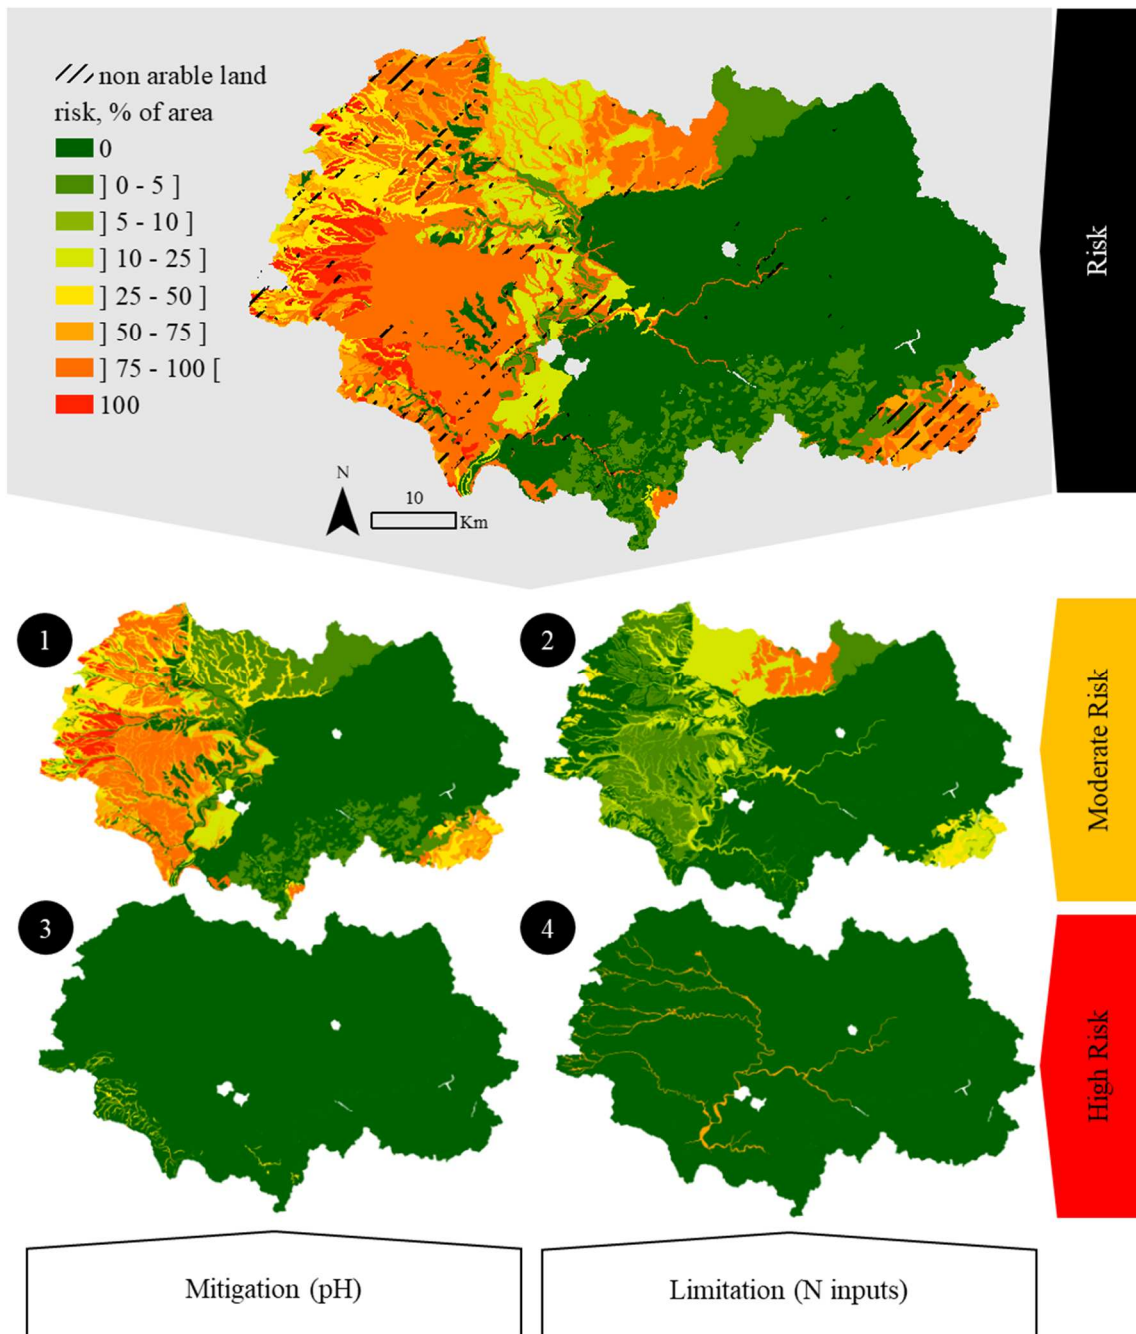 non arable land
risk, % of area
0
] 0 - 5 ]
] 5 - 10 ]
] 10 - 25 ]
] 25 - 50 ]
] 50 - 75 ]
] 75 - 100 [
100
N
10
Km
Risk
1
2
Moderate Risk
3
4
High Risk
Mitigation (pH)
Limitation (N inputs)